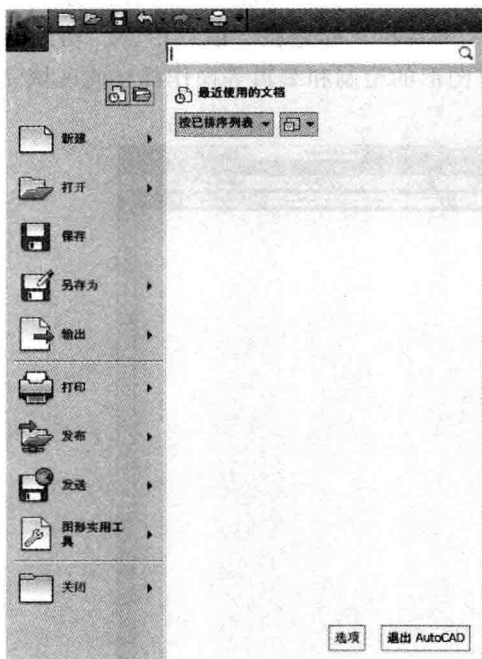 最近使用的文档
按已排序列表
新建
打开
保存
另存为
输出
打印
发布
发送
图形实用工
具
关闭
选项
退出 AutoCAD